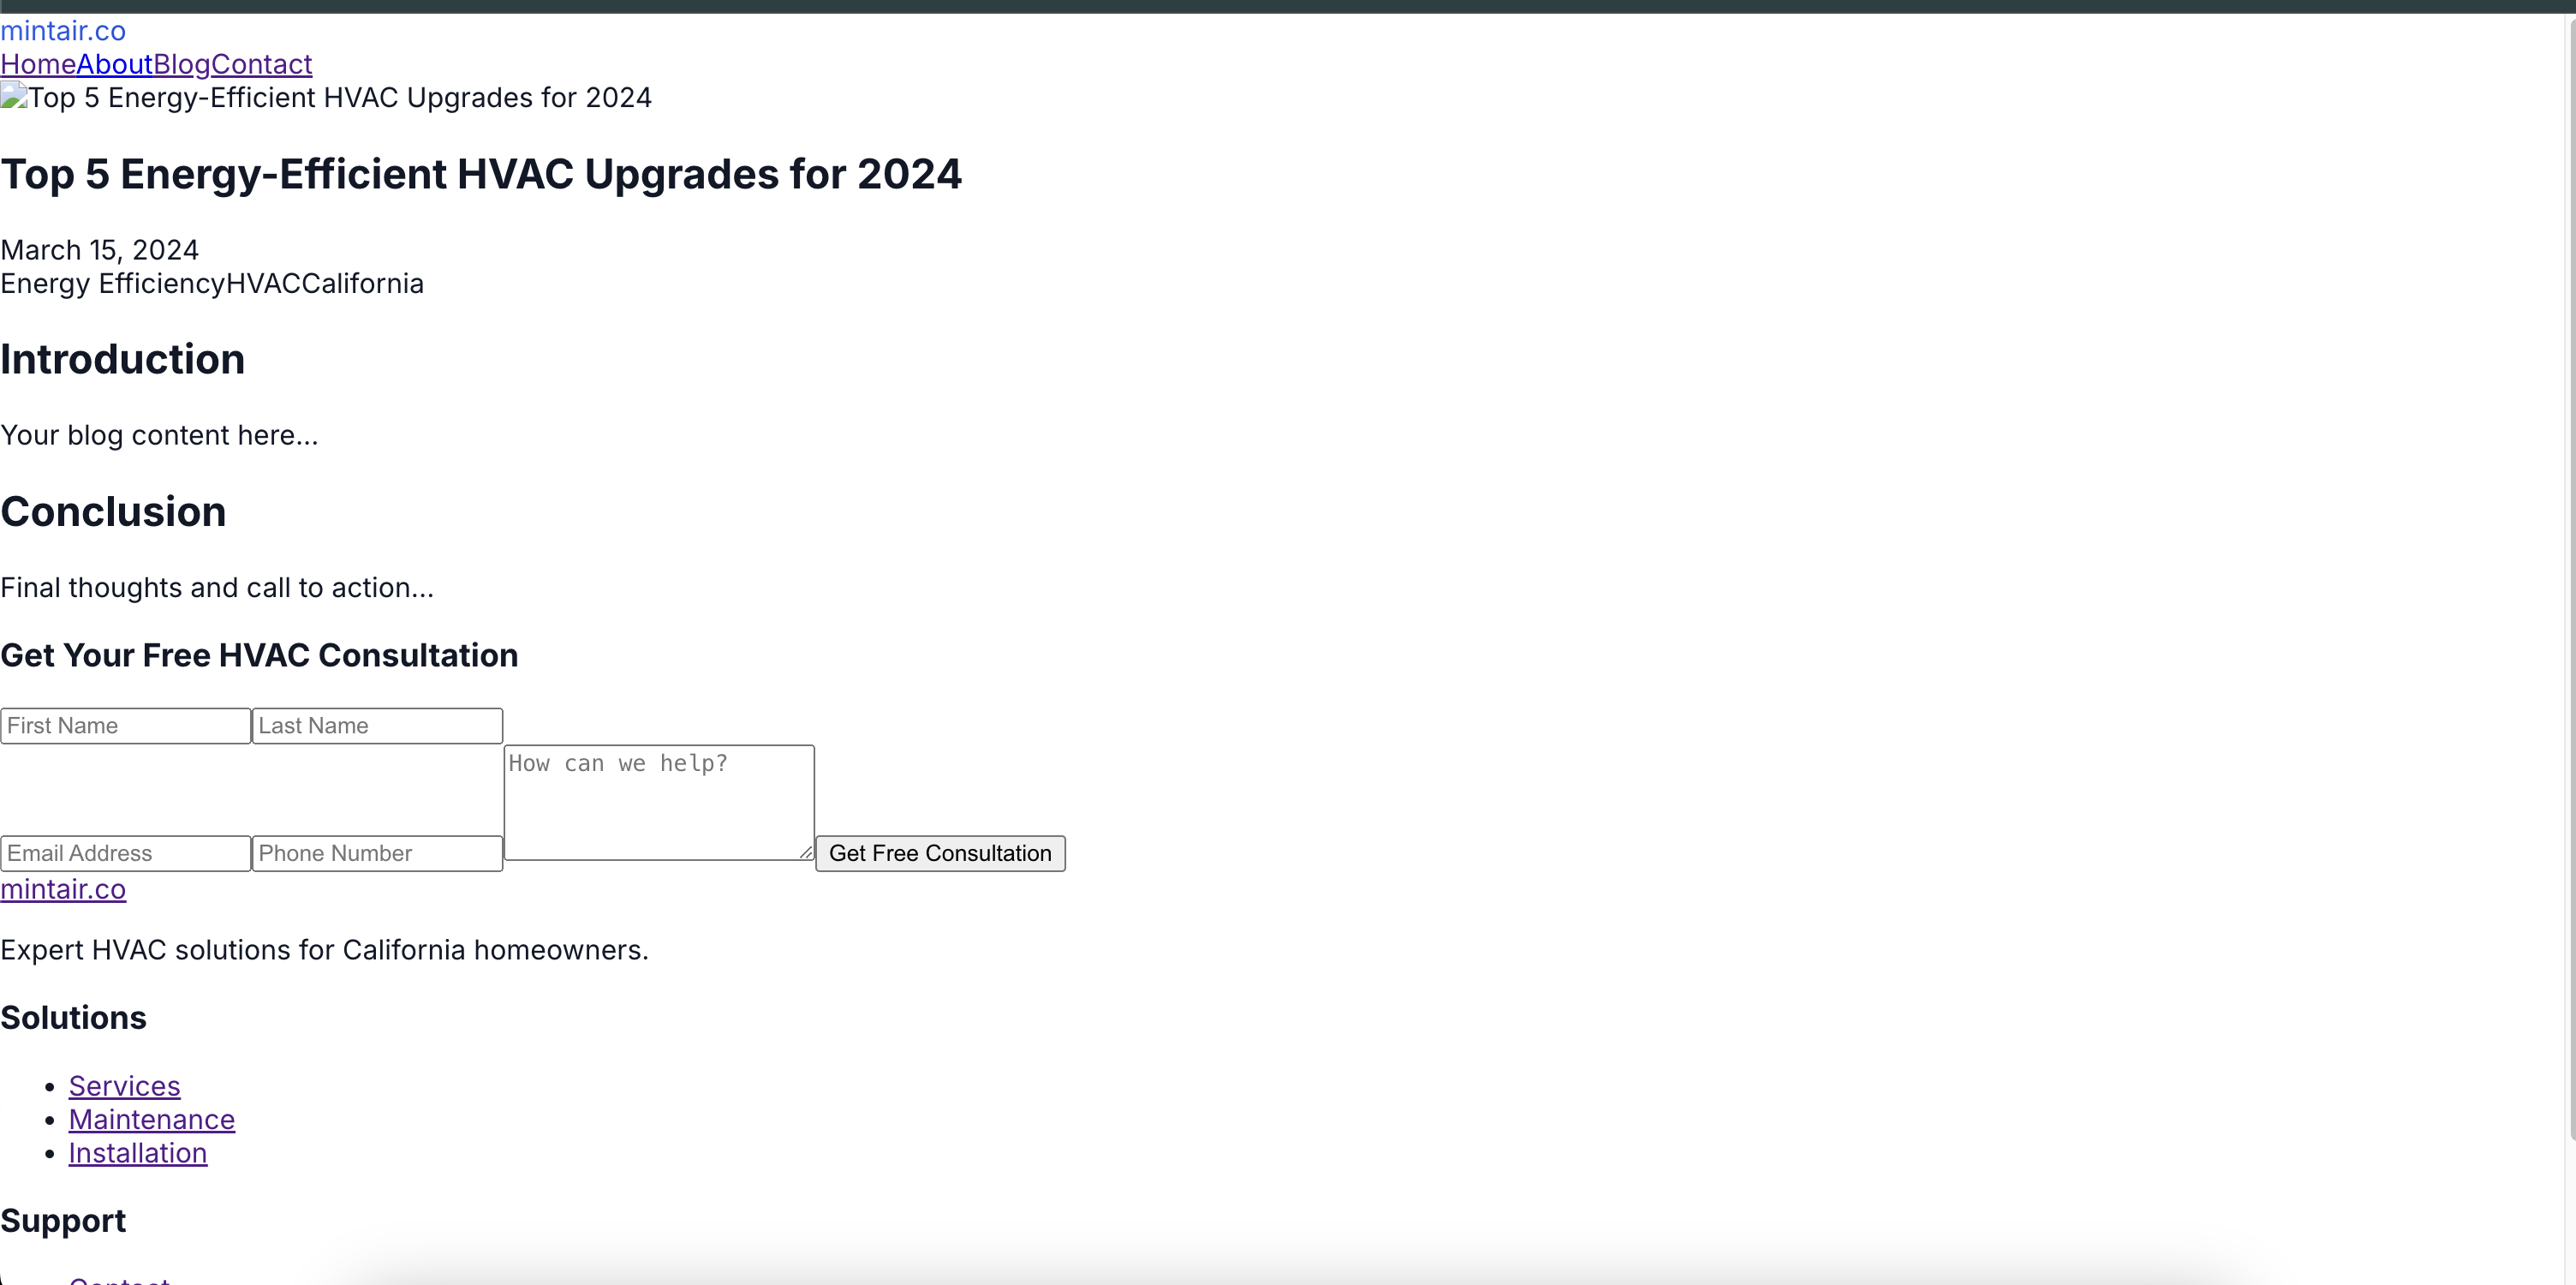 mintair.co
HomeAboutBlogContact
Top 5 Energy-Efficient HVAC Upgrades for 2024
Top 5 Energy-Efficient HVAC Upgrades for 2024
March 15, 2024
Energy EfficiencyHVACCalifornia
Introduction
Your blog content here...
Conclusion
Final thoughts and call to action...
Get Your Free HVAC Consultation
First Name Last Name
How can we help?
Email Address Phone Number Get Free Consultation
mintair.co
Expert HVAC solutions for California homeowners.
Solutions
Services
Maintenance
Installation
Support